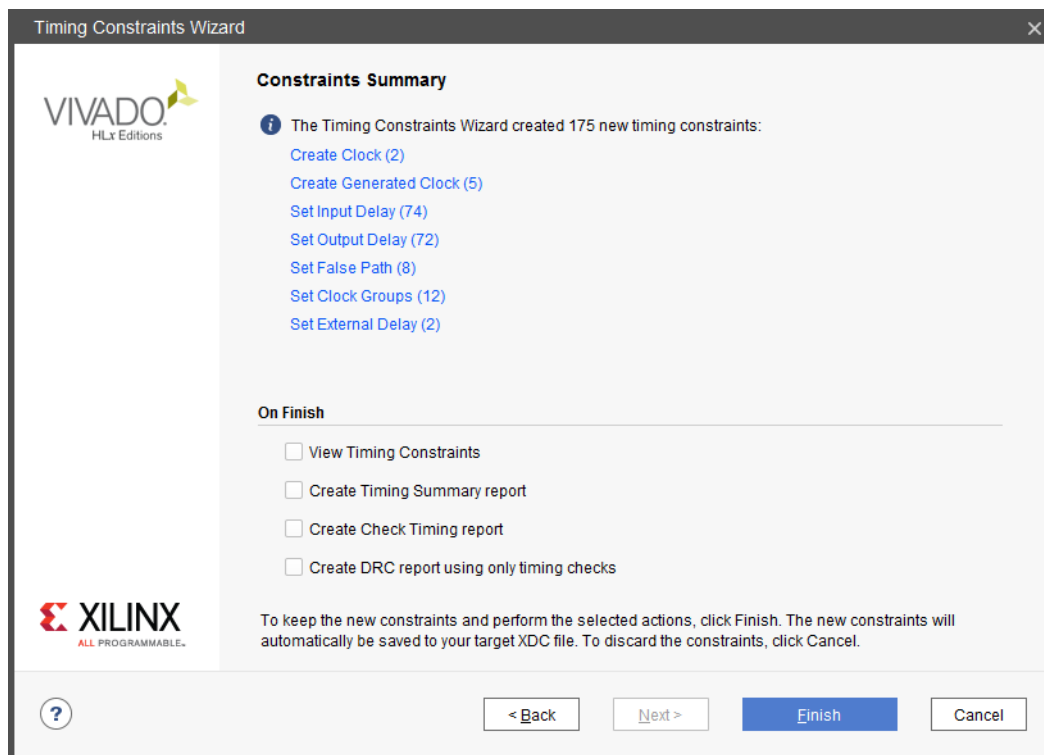 Timing Constraints Wizard
VIVADO.
HLx Editions
Constraints Summary
i The Timing Constraints Wizard created 175 new timing constraints:
Create Clock (2)
Create Generated Clock (5)
Set Input Delay (74)
Set Output Delay (72)
Set False Path (8)
Set Clock Groups (12)
Set External Delay (2)
On Finish
View Timing Constraints
Create Timing Summary report
Create Check Timing report
Create DRC report using only timing checks
XILINX
ALL PROGRAMMABLE™
To keep the new constraints and perform the selected actions, click Finish. The new constraints will
automatically be saved to your target XDC file. To discard the constraints, click Cancel.
? < Back Next > Finish Cancel